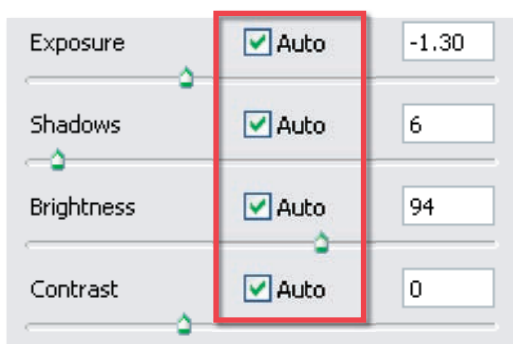 Exposure Auto -1.30
Shadows Auto 6
Brightness Auto 94
Contrast Auto 0